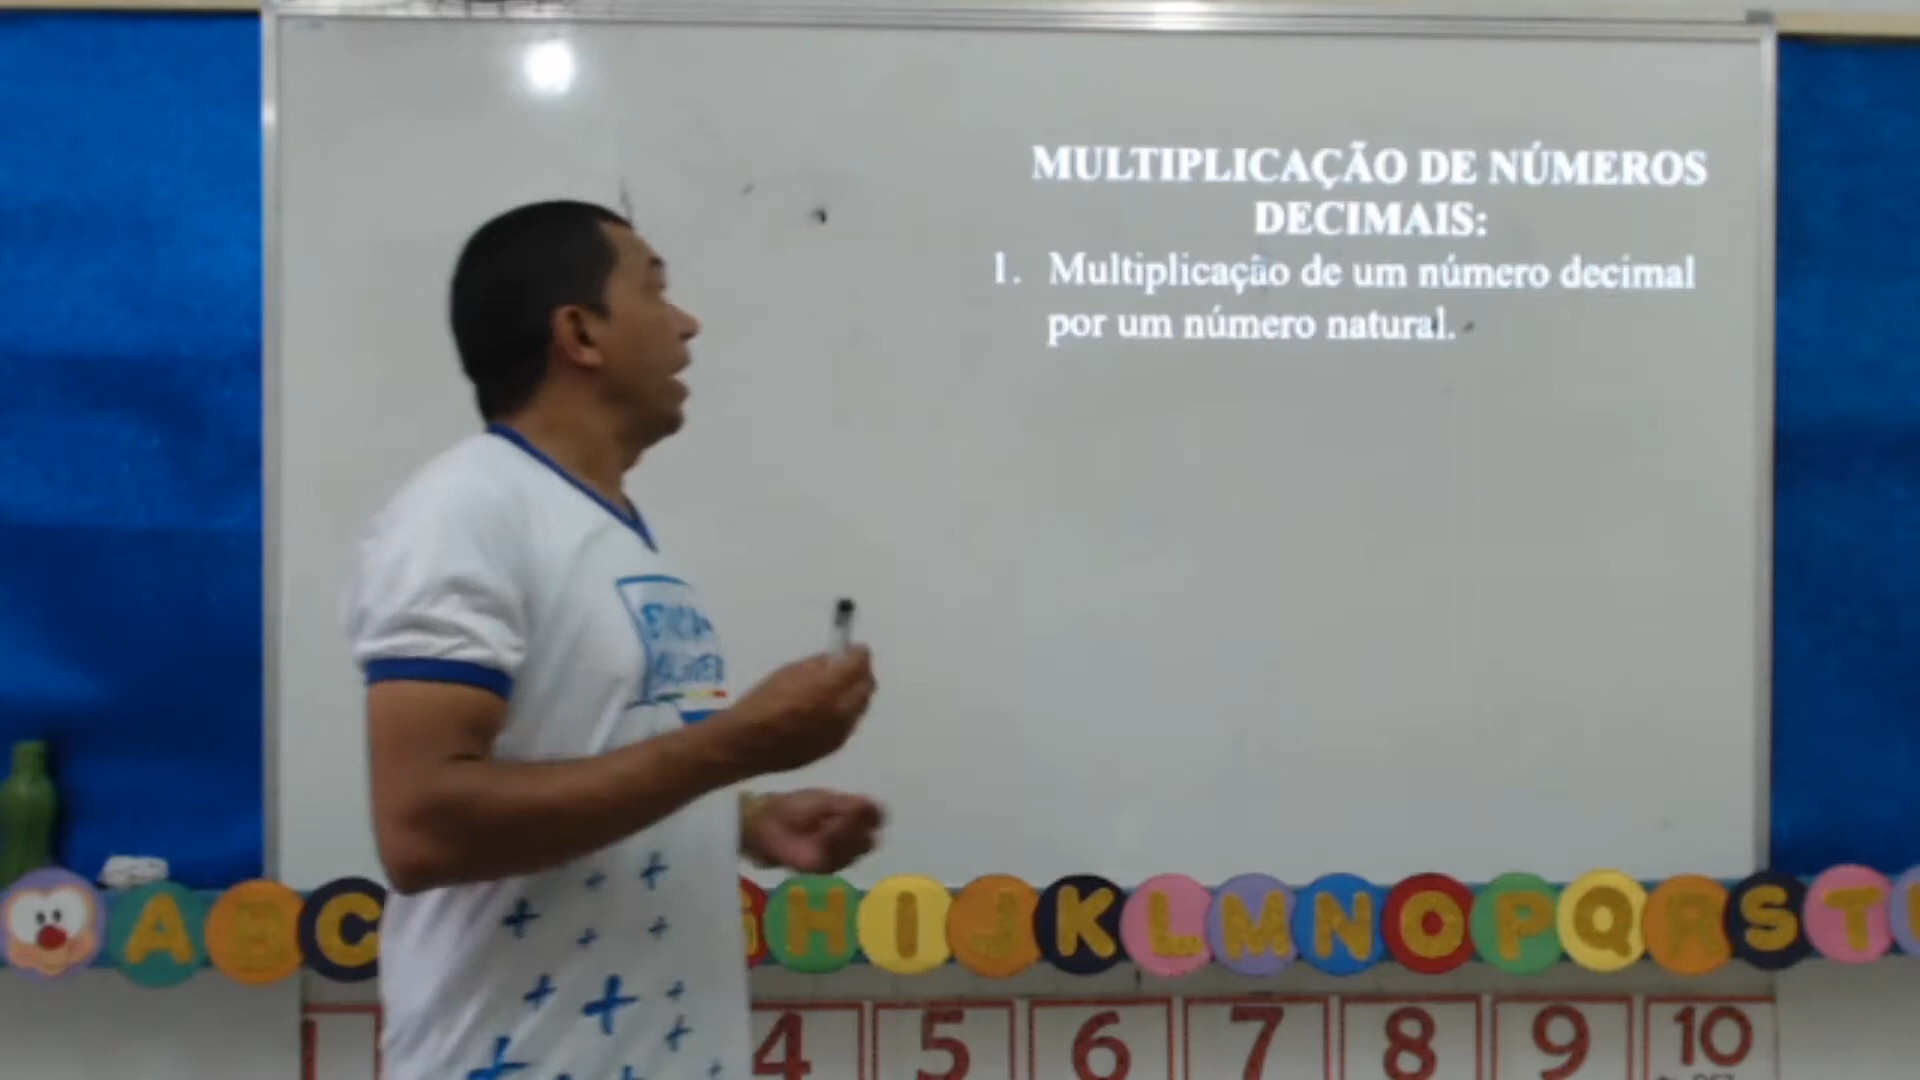 MULTIPLICAÇÃO DE NÚMEROS
DECIMAIS:
1. Multiplicação de um número decimal
por um número natural.
A B C H I J K L M N O P Q R S T
1 4 5 6 7 8 9 10